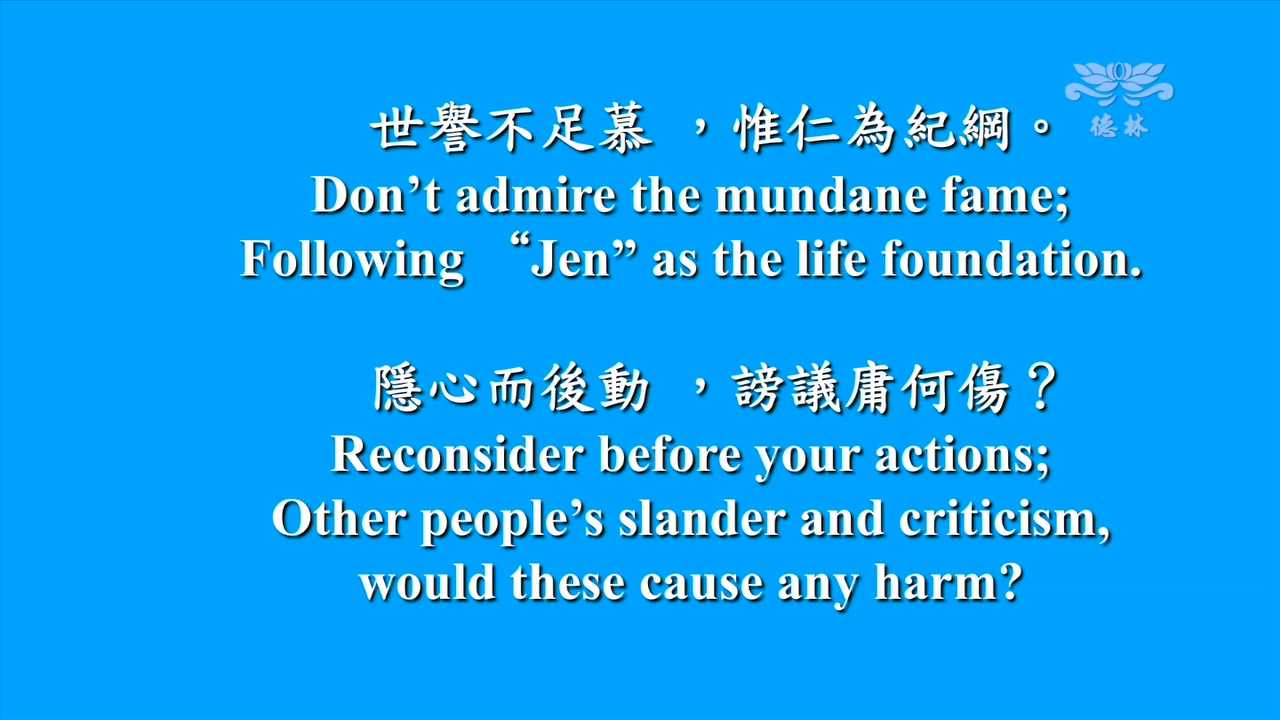 世譽不足慕 ，惟仁為紀綱。
德林
Don’t admire the mundane fame;
Following “Jen” as the life foundation.
隱心而後動 ，謗議庸何傷？
Reconsider before your actions;
Other people’s slander and criticism,
would these cause any harm?